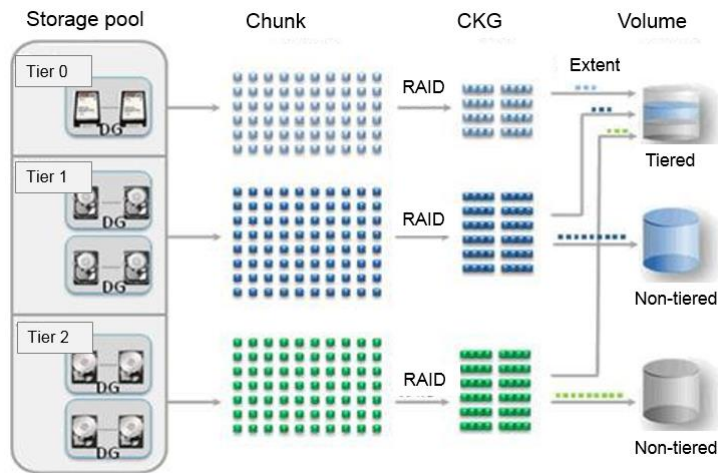 Storage pool
Chunk
CKG
Volume
Tier 0
DG
RAID
Extent
Tiered
Tier 1
DG
DG
RAID
Non-tiered
Tier 2
DG
DG
RAID
Non-tiered